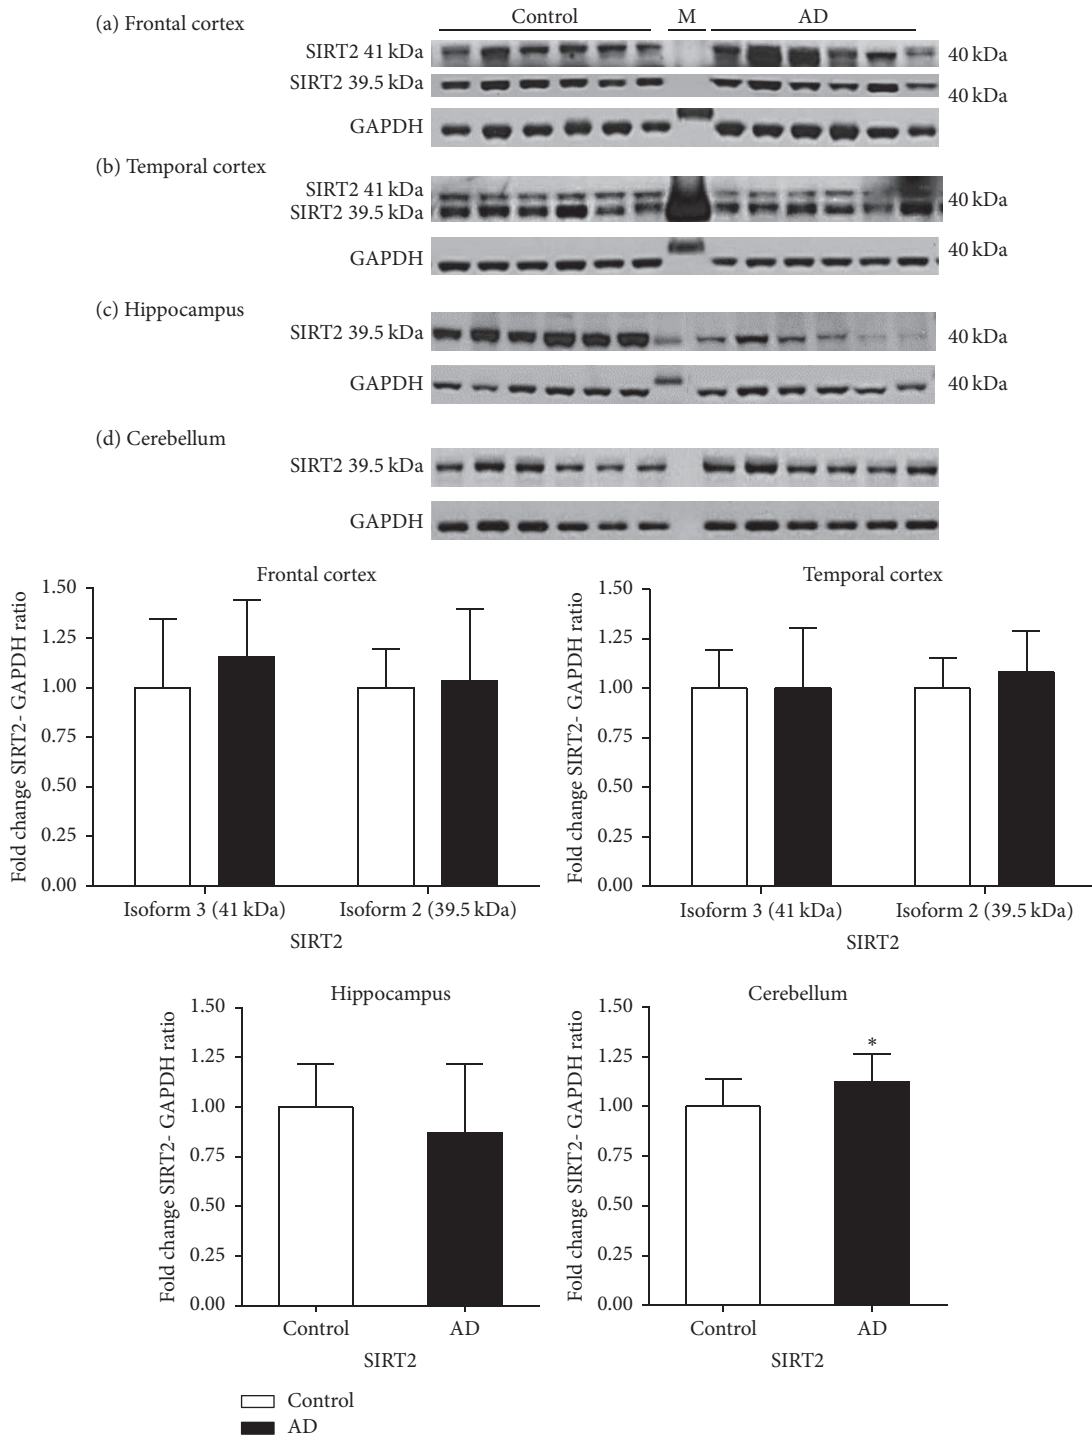 (a) Frontal cortex
Control M AD
SIRT2 41 kDa 40 kDa
SIRT2 39.5 kDa 40 kDa
GAPDH
(b) Temporal cortex
SIRT2 41 kDa
SIRT2 39.5 kDa 40 kDa
GAPDH 40 kDa
(c) Hippocampus
SIRT2 39.5 kDa 40 kDa
GAPDH 40 kDa
(d) Cerebellum
SIRT2 39.5 kDa
GAPDH
Frontal cortex
Fold change SIRT2- GAPDH ratio
1.50
1.25
1.00
0.75
0.50
0.25
0.00
Isoform 3 (41 kDa) Isoform 2 (39.5 kDa)
SIRT2
Temporal cortex
Fold change SIRT2- GAPDH ratio
1.50
1.25
1.00
0.75
0.50
0.25
0.00
Isoform 3 (41 kDa) Isoform 2 (39.5 kDa)
SIRT2
Hippocampus
Fold change SIRT2- GAPDH ratio
1.50
1.25
1.00
0.75
0.50
0.25
0.00
Control AD
SIRT2
Cerebellum
Fold change SIRT2- GAPDH ratio
1.50
1.25
1.00
0.75
0.50
0.25
0.00
*
Control AD
SIRT2
Control
AD